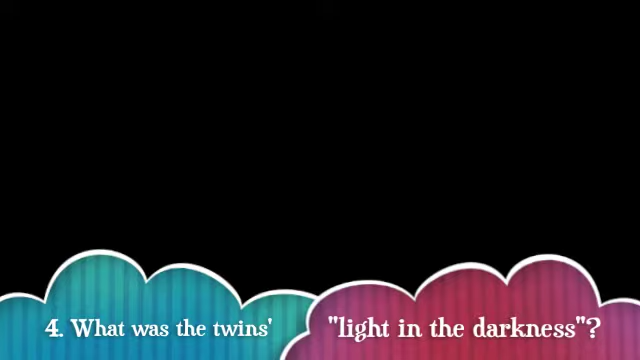 4. What was the twins' "light in the darkness"?